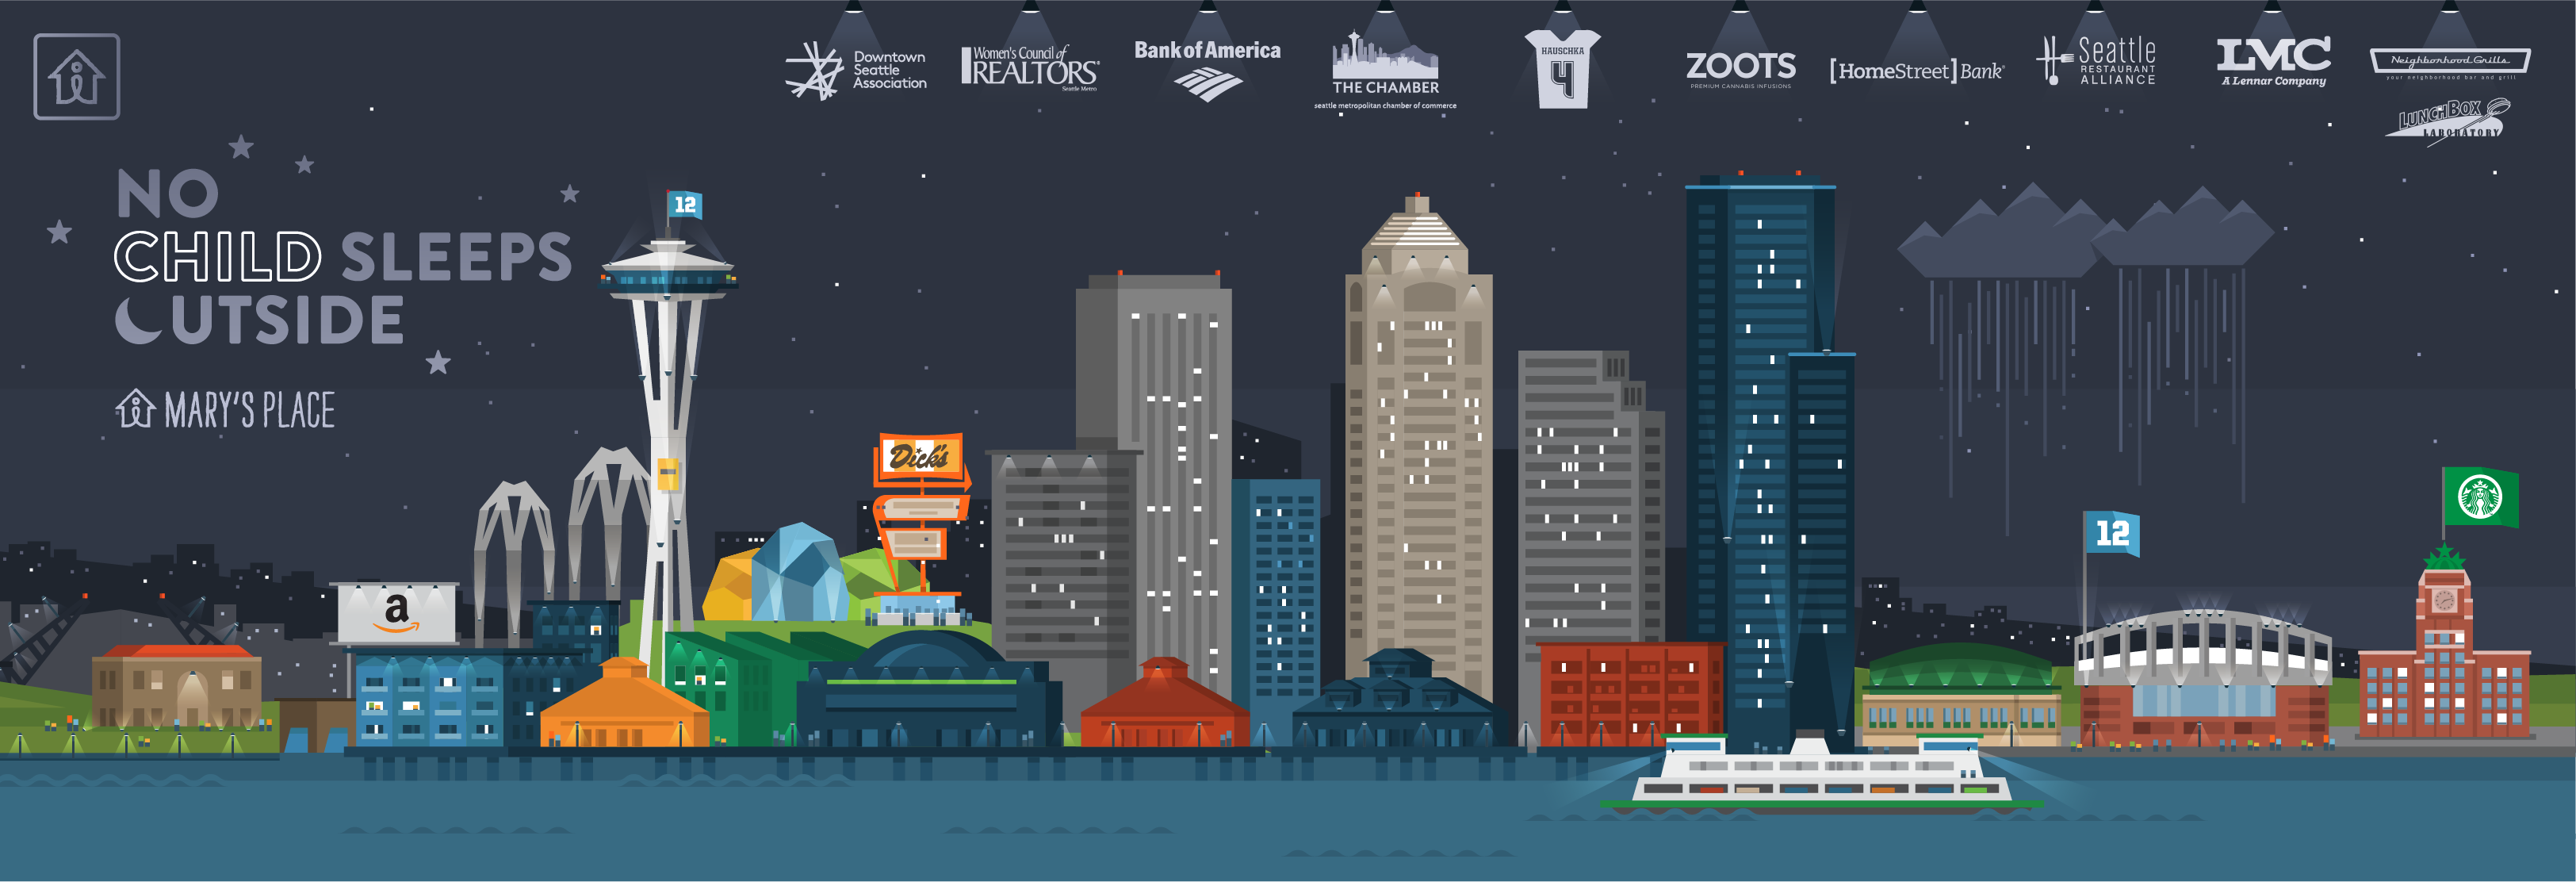 NO
CHILD SLEEPS
OUTSIDE
MARY'S PLACE
Downtown
Seattle
Association
Women's Council of
REALTORS®
Seattle Metro
Bank of America
THE CHAMBER
seattle metropolitan chamber of commerce
HAUSCHKA
4
ZOOTS
PREMIUM CANNABIS INFUSIONS
[HomeStreet]Bank®
Seattle
RESTAURANT
ALLIANCE
LMC
A Lennar Company
Neighborhood Grills
your neighborhood bar and grill
LUNCHBOX
LABORATORY
12
Dick's
a
12